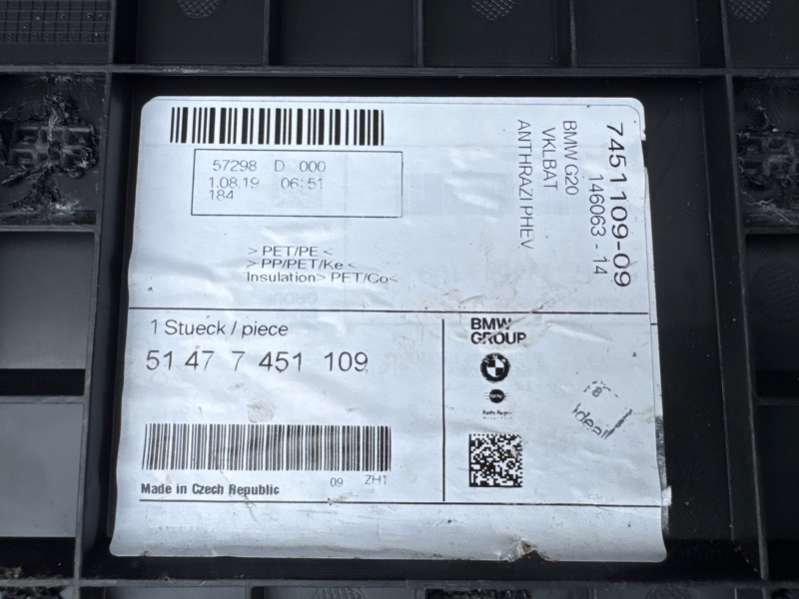 57298 D 000
1.08.19 06:51
184
7451109-09
146063-14
BMW G20
VKLBAT
ANTHRAZI PHEV
> PET/PE <
> PP/PET/Ke <
Insulation> PET/Co<
1 Stueck / piece
51 47 7 451 109
BMW
GROUP
09 ZH1
Made in Czech Republic